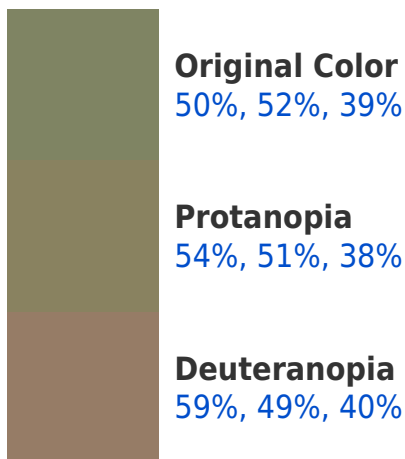 Original Color
50%, 52%, 39%
Protanopia
54%, 51%, 38%
Deuteranopia
59%, 49%, 40%